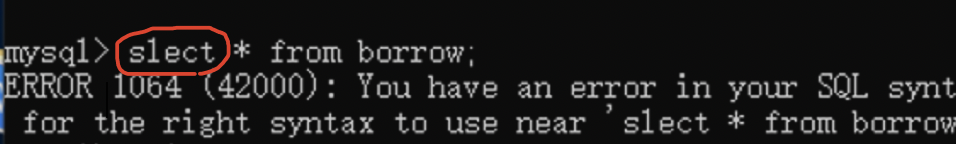 mysql> slect * from borrow;
ERROR 1064 (42000): You have an error in your SQL synt
for the right syntax to use near 'slect * from borrow